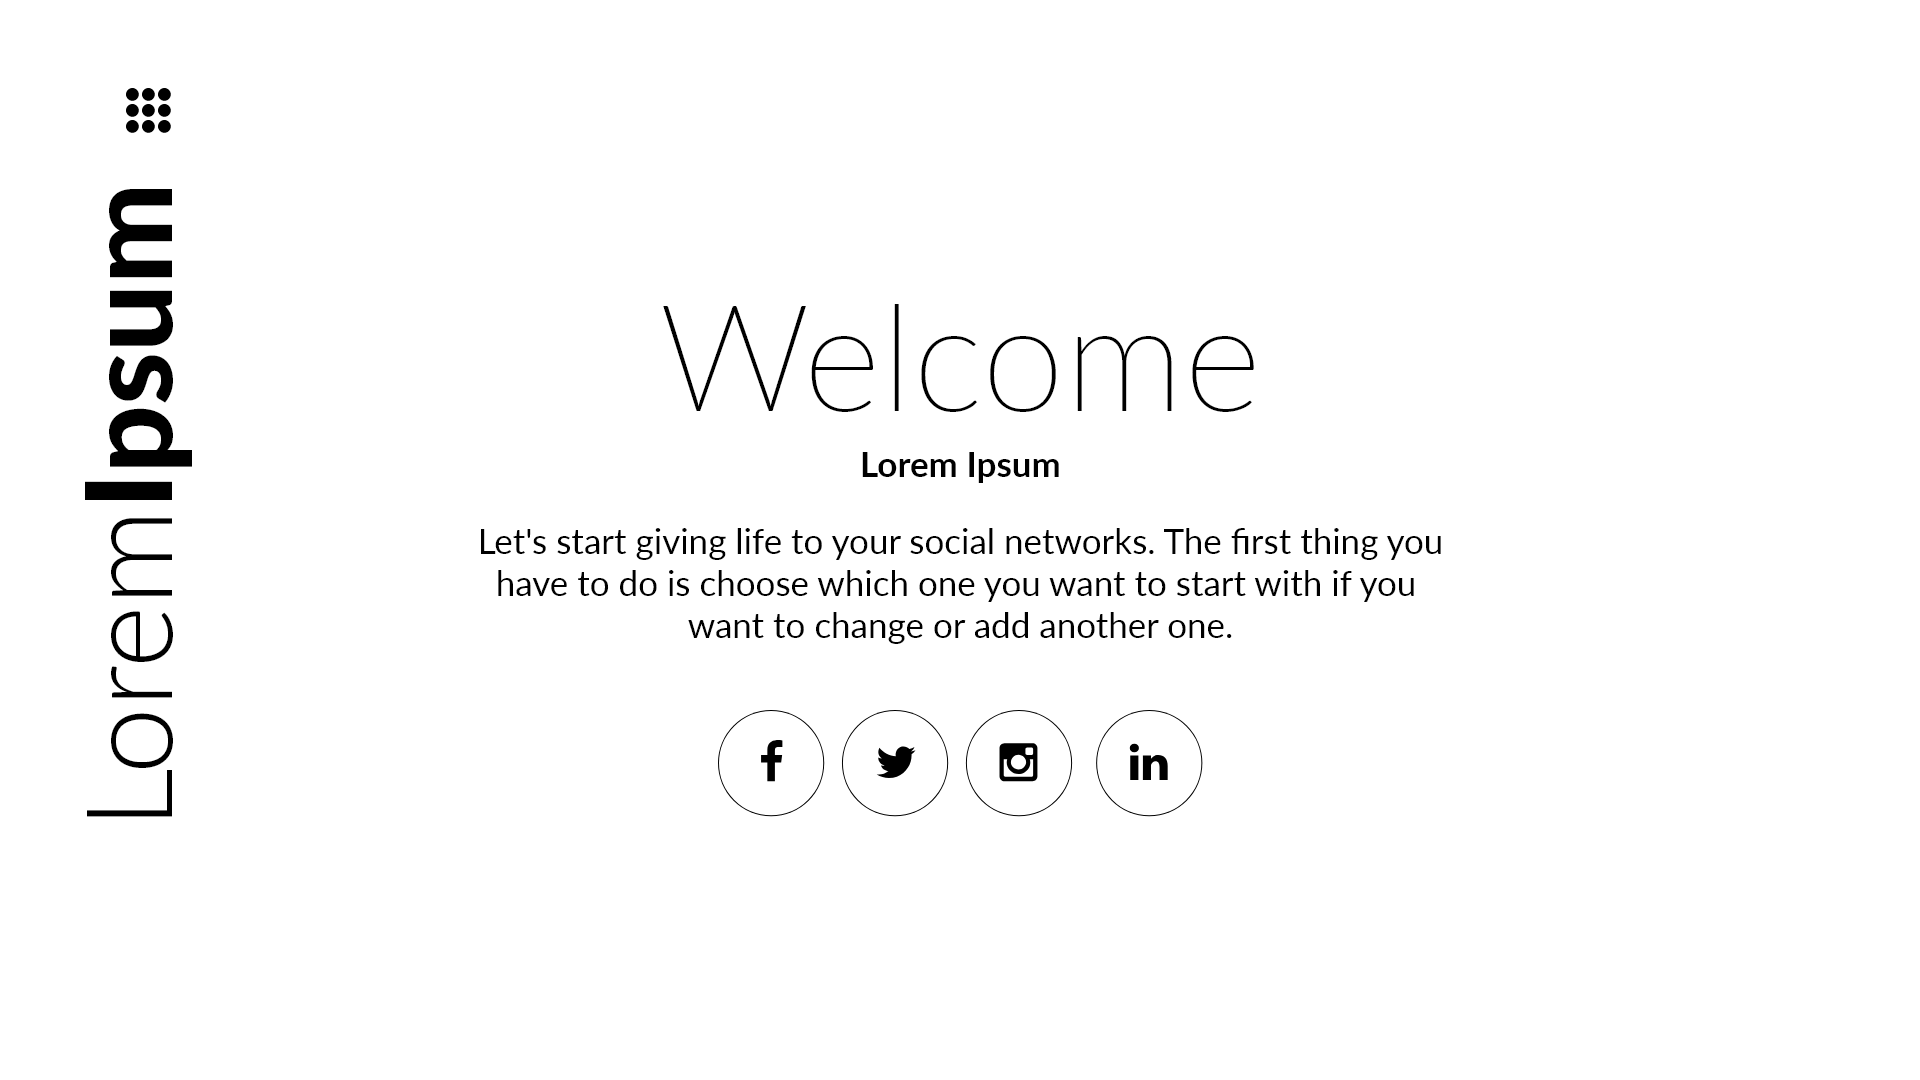 LoremIpsum
Welcome
Lorem Ipsum
Let's start giving life to your social networks. The first thing you
have to do is choose which one you want to start with if you
want to change or add another one.
f
in